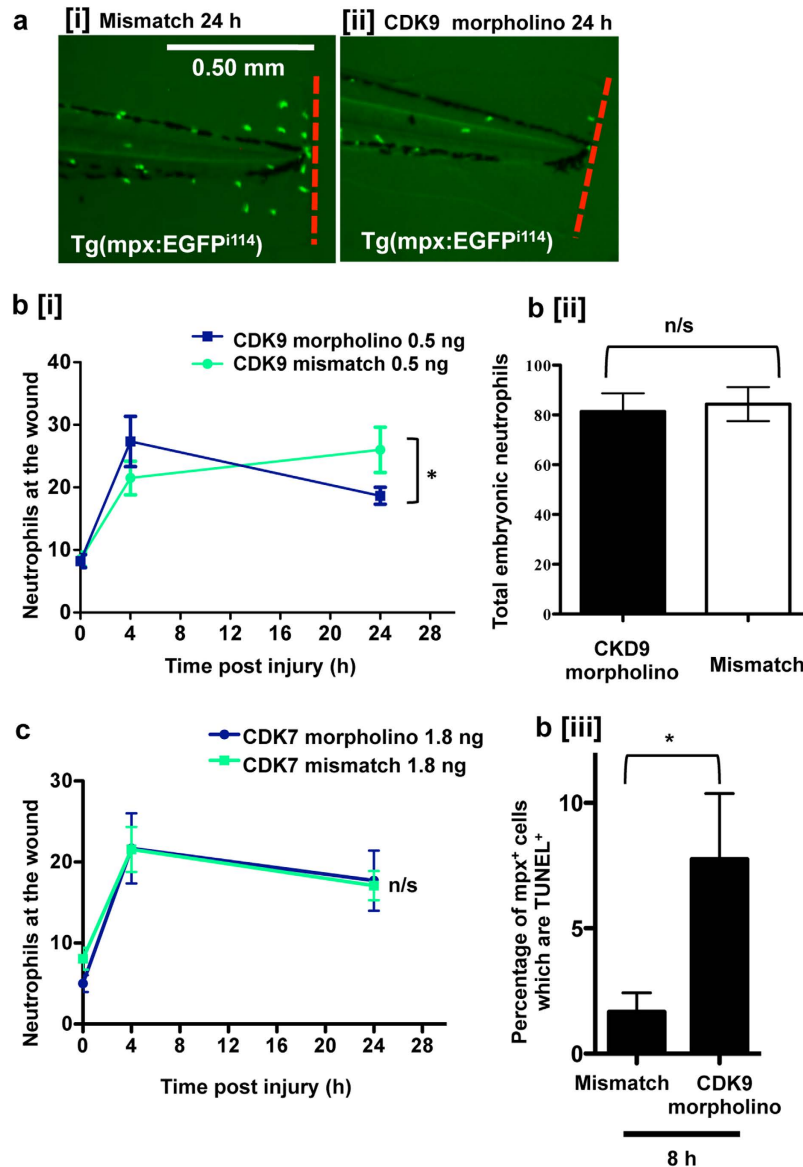 a
[i] Mismatch 24 h
[ii] CDK9 morpholino 24 h
0.50 mm
Tg(mpx:EGFPi114)
Tg(mpx:EGFPi114)
b [i]
CDK9 morpholino 0.5 ng
CDK9 mismatch 0.5 ng
Neutrophils at the wound
40
30
20
10
0
*
0 4 8 12 16 20 24 28
Time post injury (h)
b [ii]
n/s
Total embryonic neutrophils
100
80
60
40
20
0
CKD9
morpholino
Mismatch
c
CDK7 morpholino 1.8 ng
CDK7 mismatch 1.8 ng
Neutrophils at the wound
30
20
10
0
n/s
0 4 8 12 16 20 24 28
Time post injury (h)
b [iii]
*
Percentage of mpx+ cells
which are TUNEL+
10
5
0
Mismatch
CDK9
morpholino
8 h